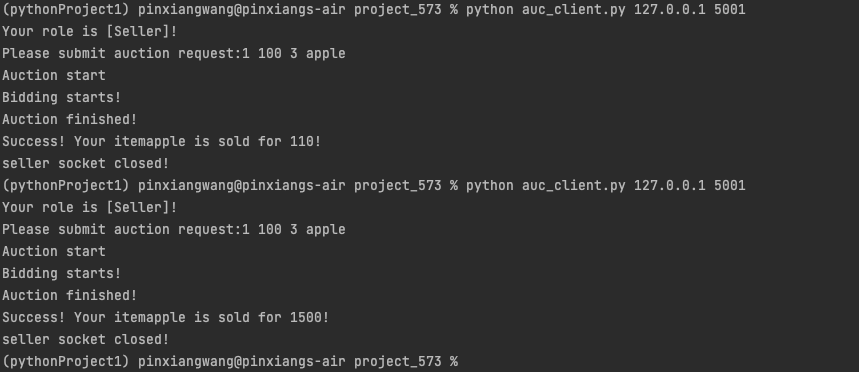 (pythonProject1) pinxiangwang@pinxiangs-air project_573 % python auc_client.py 127.0.0.1 5001
Your role is [Seller]!
Please submit auction request:1 100 3 apple
Auction start
Bidding starts!
Auction finished!
Success! Your itemapple is sold for 110!
seller socket closed!
(pythonProject1) pinxiangwang@pinxiangs-air project_573 % python auc_client.py 127.0.0.1 5001
Your role is [Seller]!
Please submit auction request:1 100 3 apple
Auction start
Bidding starts!
Auction finished!
Success! Your itemapple is sold for 1500!
seller socket closed!
(pythonProject1) pinxiangwang@pinxiangs-air project_573 %